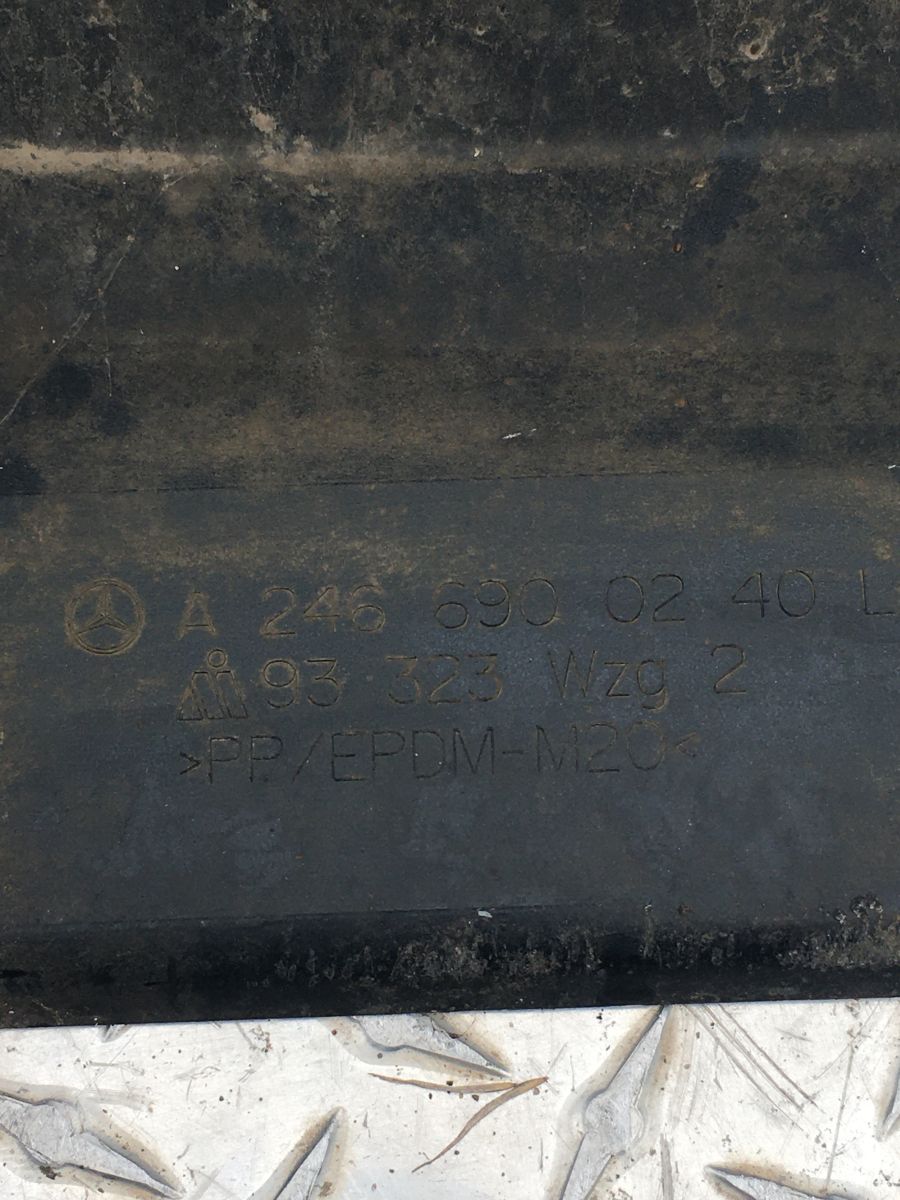 A 246 690 02 40 L
93 323 Wzg 2
>PP/EPDM-M20<